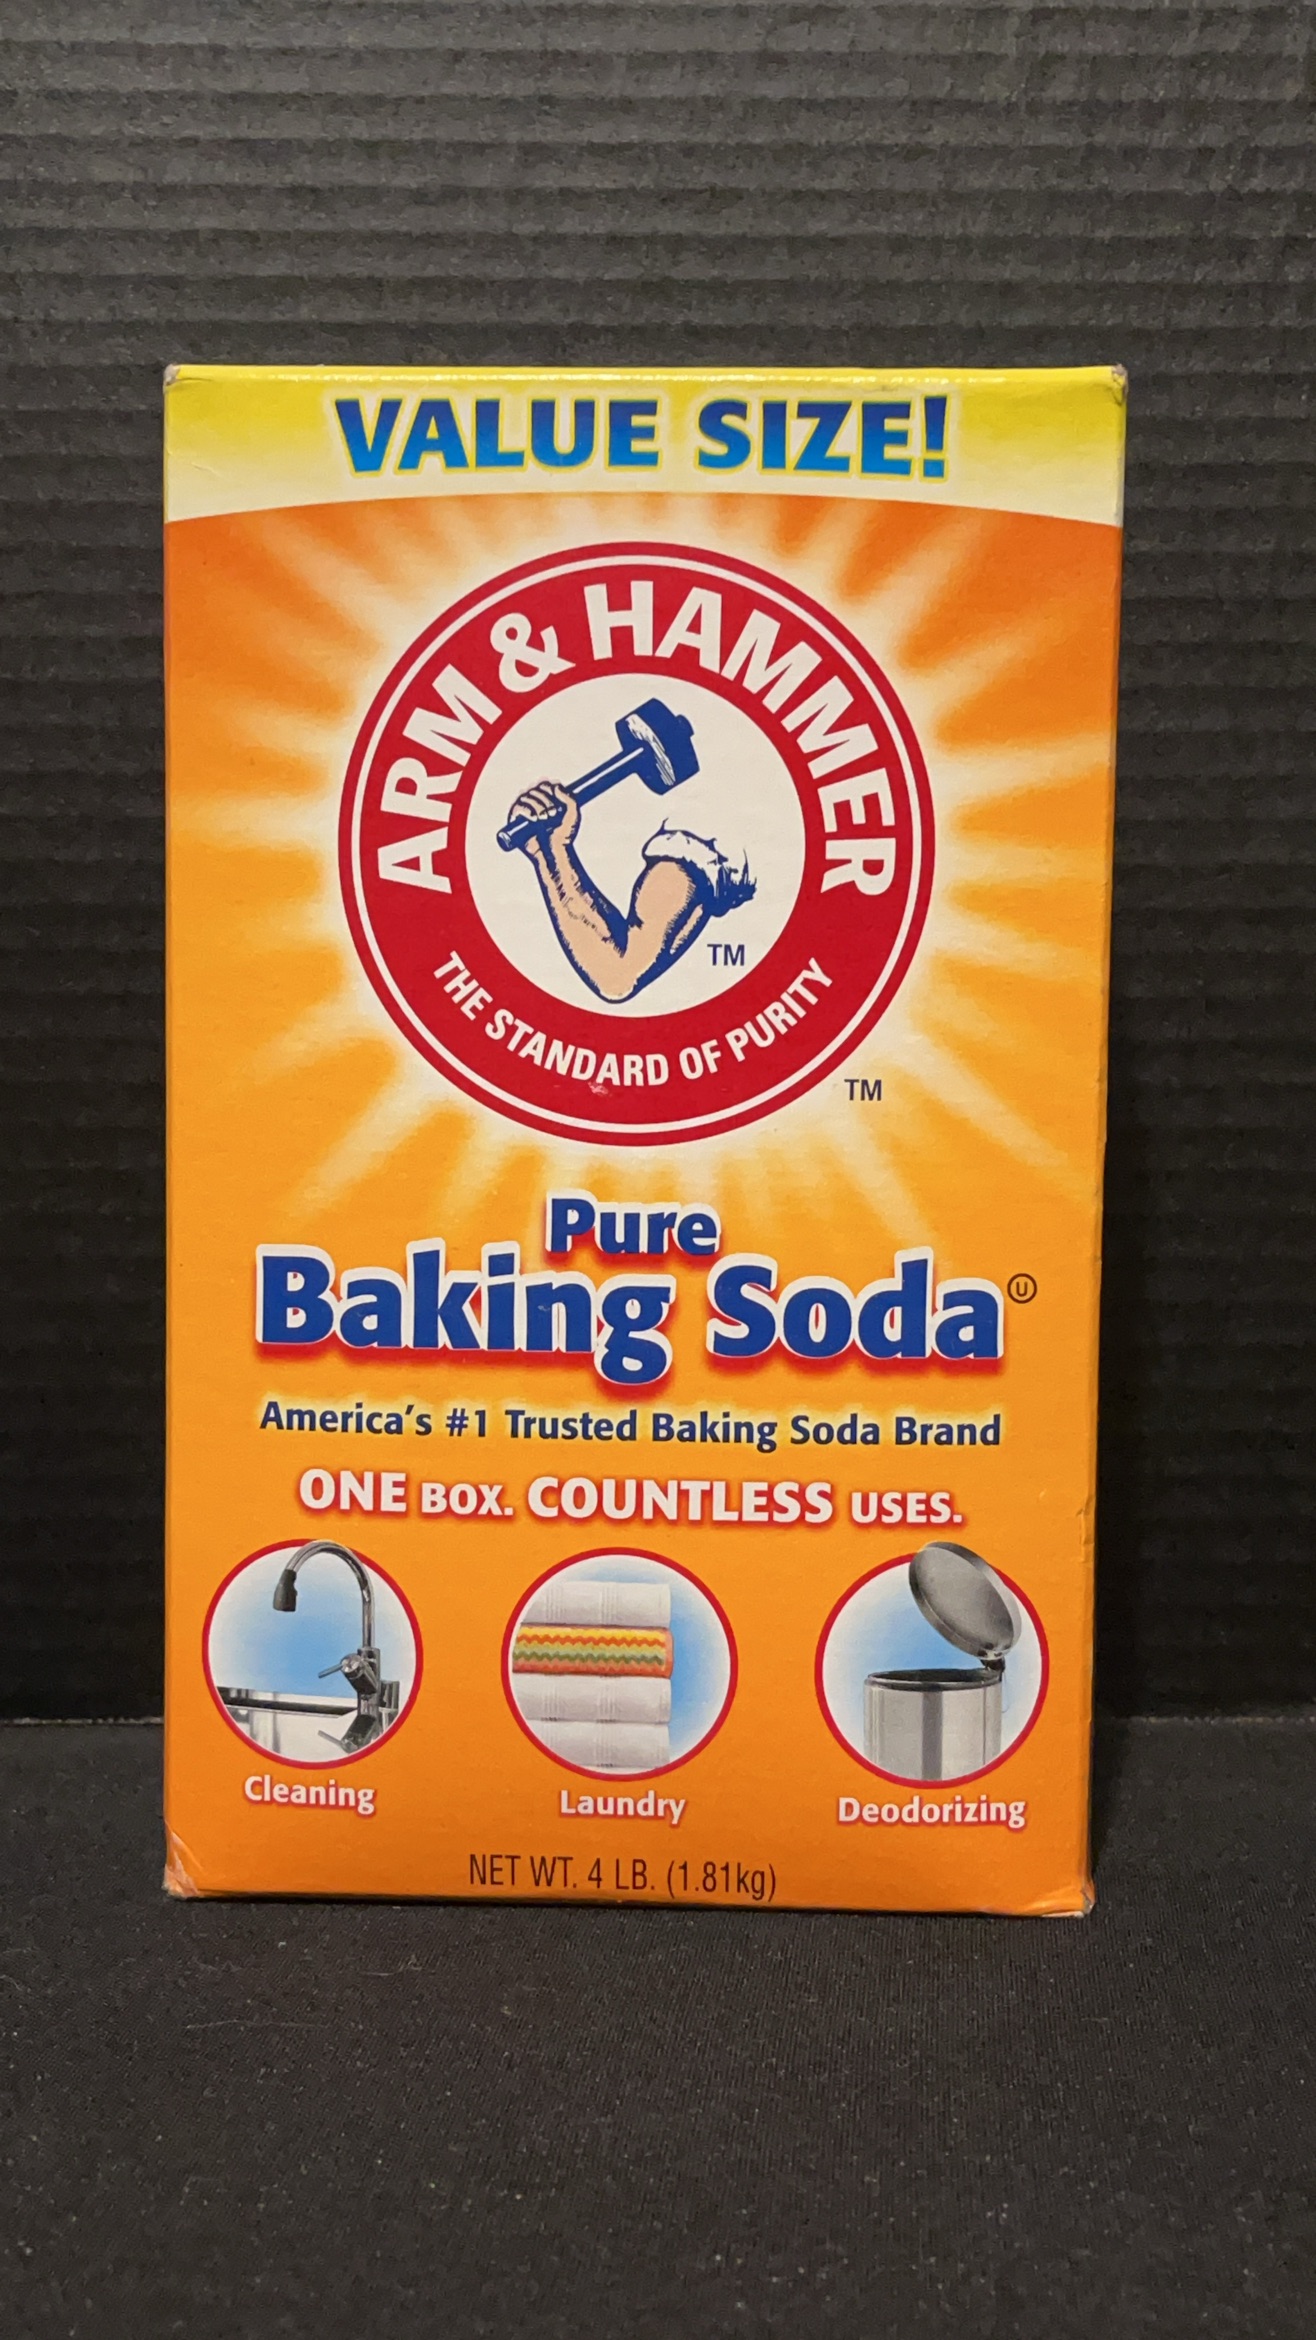 VALUE SIZE!
ARM & HAMMER
TM
THE STANDARD OF PURITY
TM
Pure
Baking Soda Ⓤ
America's #1 Trusted Baking Soda Brand
ONE BOX. COUNTLESS USES.
Cleaning
Laundry
Deodorizing
NET WT. 4 LB. (1.81kg)